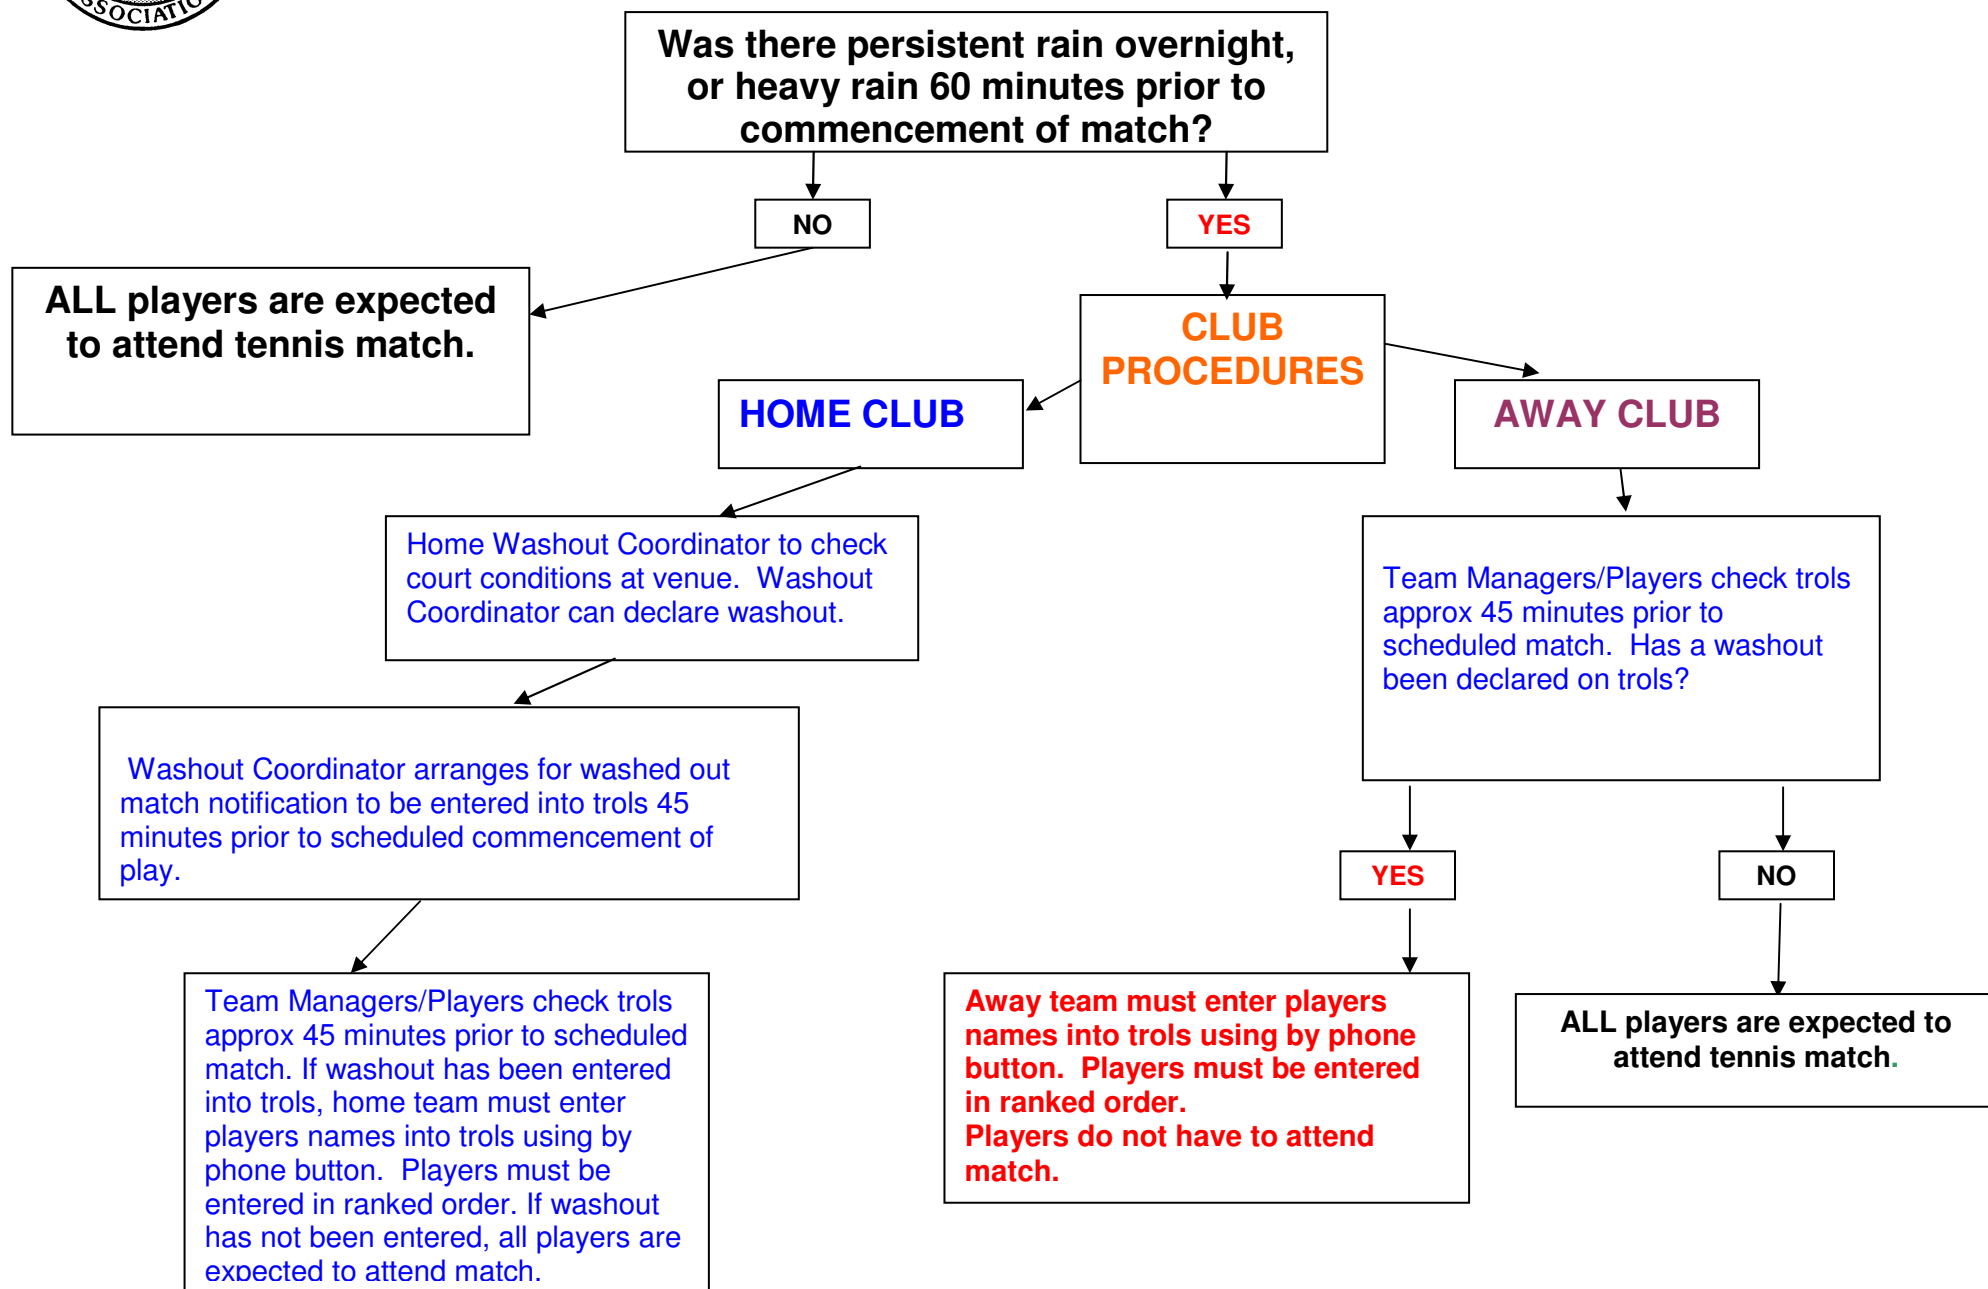 Was there persistent rain overnight,
or heavy rain 60 minutes prior to
commencement of match?
NO
YES
ALL players are expected
to attend tennis match.
CLUB
PROCEDURES
HOME CLUB
AWAY CLUB
Home Washout Coordinator to check
court conditions at venue.  Washout
Coordinator can declare washout.
Team Managers/Players check trols
approx 45 minutes prior to
scheduled match.  Has a washout
been declared on trols?
Washout Coordinator arranges for washed out
match notification to be entered into trols 45
minutes prior to scheduled commencement of
play.
YES
NO
Team Managers/Players check trols
approx 45 minutes prior to scheduled
match. If washout has been entered
into trols, home team must enter
players names into trols using by
phone button.  Players must be
entered in ranked order. If washout
has not been entered, all players are
expected to attend match.
Away team must enter players
names into trols using by phone
button.  Players must be entered
in ranked order.
Players do not have to attend
match.
ALL players are expected to
attend tennis match.